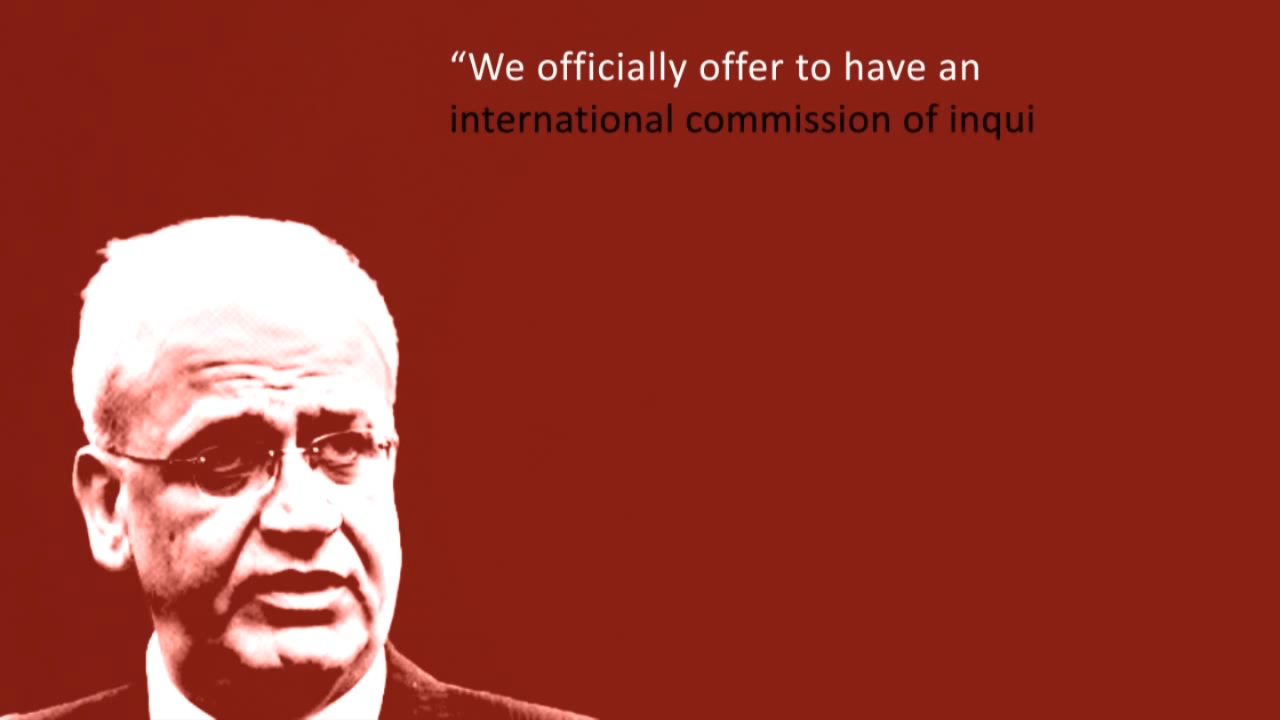 “We officially offer to have an
international commission of inqui